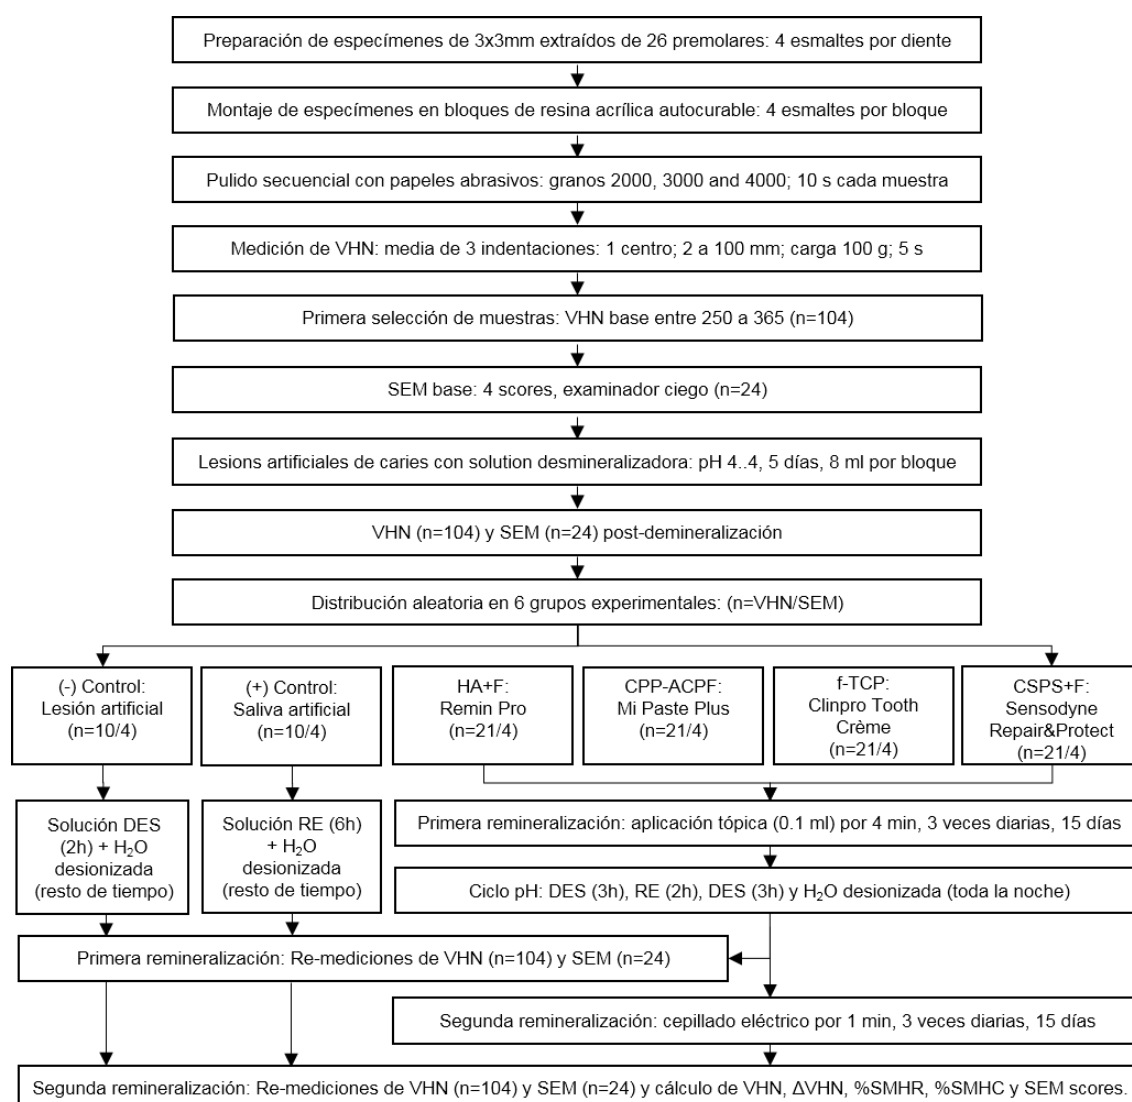 Preparación de especímenes de 3x3mm extraídos de 26 premolares: 4 esmaltes por diente
Montaje de especímenes en bloques de resina acrílica autocurable: 4 esmaltes por bloque
Pulido secuencial con papeles abrasivos: granos 2000, 3000 and 4000; 10 s cada muestra
Medición de VHN: media de 3 indentaciones: 1 centro; 2 a 100 mm; carga 100 g; 5 s
Primera selección de muestras: VHN base entre 250 a 365 (n=104)
SEM base: 4 scores, examinador ciego (n=24)
Lesions artificiales de caries con solution desmineralizadora: pH 4..4, 5 días, 8 ml por bloque
VHN (n=104) y SEM (n=24) post-demineralización
Distribución aleatoria en 6 grupos experimentales: (n=VHN/SEM)
(-) Control:
Lesión artificial
(n=10/4)
(+) Control:
Saliva artificial
(n=10/4)
HA+F:
Remin Pro
(n=21/4)
CPP-ACPF:
Mi Paste Plus
(n=21/4)
f-TCP:
Clinpro Tooth
Crème
(n=21/4)
CSPS+F:
Sensodyne
Repair&Protect
(n=21/4)
Solución DES
(2h) + H₂O
desionizada
(resto de tiempo)
Solución RE (6h)
+ H₂O
desionizada
(resto de tiempo)
Primera remineralización: aplicación tópica (0.1 ml) por 4 min, 3 veces diarias, 15 días
Ciclo pH: DES (3h), RE (2h), DES (3h) y H₂O desionizada (toda la noche)
Primera remineralización: Re-mediciones de VHN (n=104) y SEM (n=24)
Segunda remineralización: cepillado eléctrico por 1 min, 3 veces diarias, 15 días
Segunda remineralización: Re-mediciones de VHN (n=104) y SEM (n=24) y cálculo de VHN, ΔVHN, %SMHR, %SMHC y SEM scores.